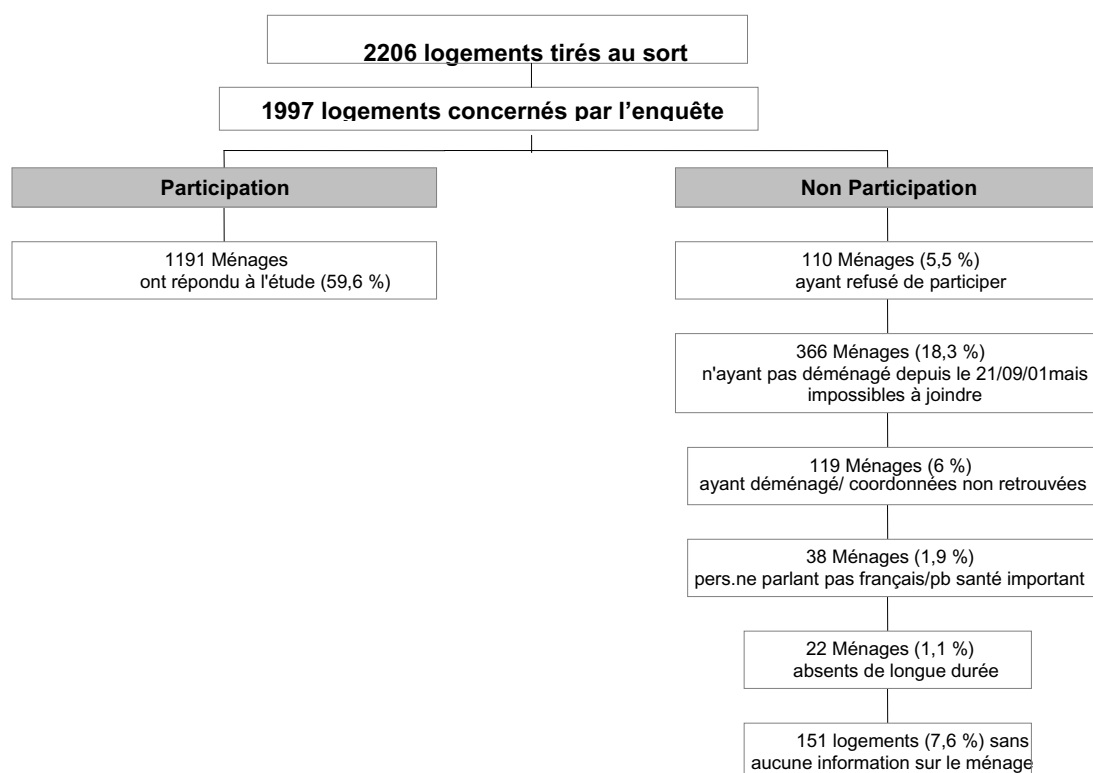 2206 logements tirés au sort
1997 logements concernés par l'enquête
Participation
1191 Ménages
ont répondu à l'étude (59,6 %)
Non Participation
110 Ménages (5,5 %)
ayant refusé de participer
366 Ménages (18,3 %)
n'ayant pas déménagé depuis le 21/09/01mais
impossibles à joindre
119 Ménages (6 %)
ayant déménagé/ coordonnées non retrouvées
38 Ménages (1,9 %)
pers.ne parlant pas français/pb santé important
22 Ménages (1,1 %)
absents de longue durée
151 logements (7,6 %) sans
aucune information sur le ménage